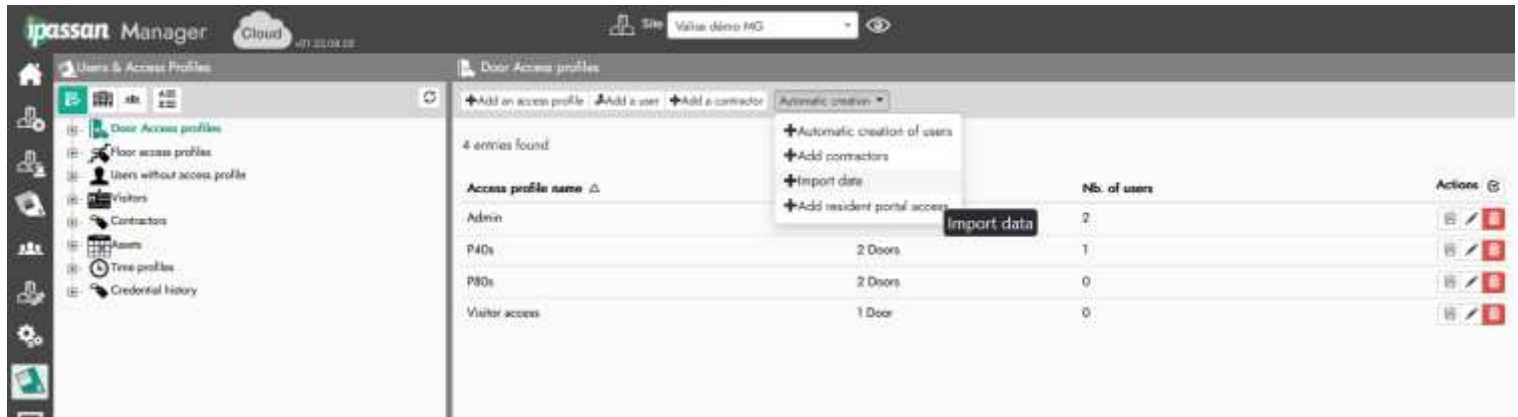 ipassan Manager Cloud
Site Valise démo MG
Users & Access Profiles
Door Access profiles
Floor access profiles
Users without access profile
Visitors
Contractors
Assets
Time profiles
Credential history
Door Access profiles
Add an access profile Add a user Add a contractor Automatic creation
Automatic creation of users
Add contractors
Import data
Add resident portal access
Import data
4 entries found
Access profile name Nb. of users Actions
Admin 2
P40s 2 Doors 1
P80s 2 Doors 0
Visitor access 1 Door 0